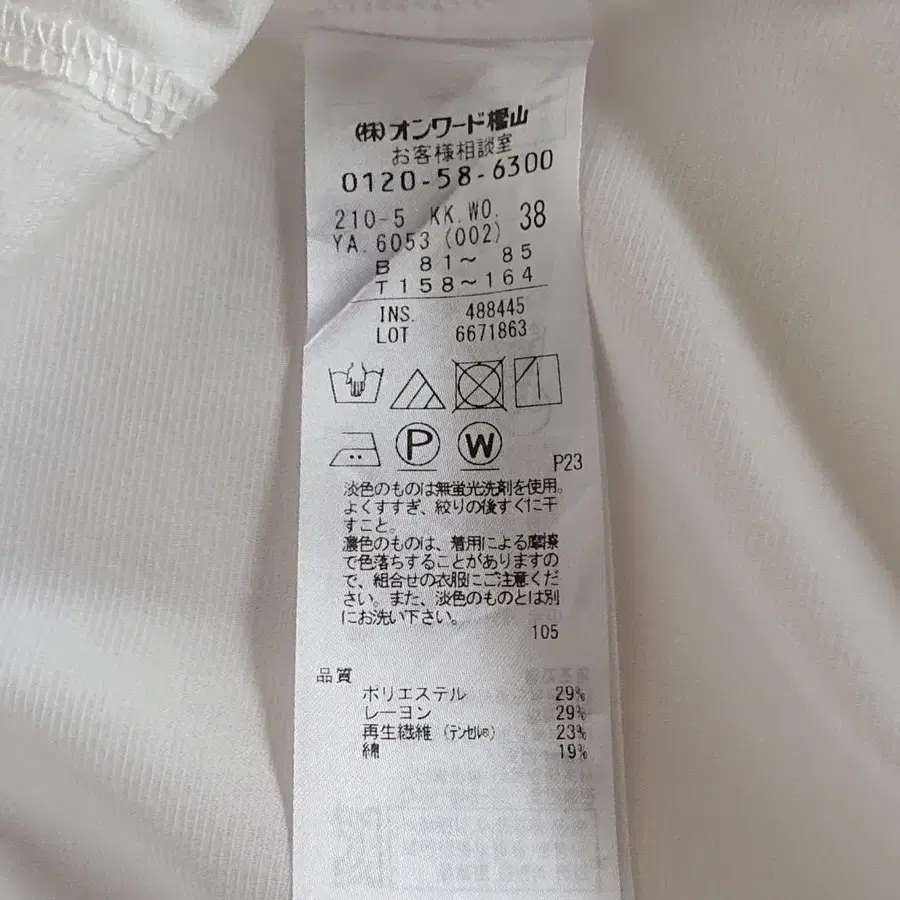 (株)オンワード樫山
お客様相談室
0120-58-6300
210-5 KK.WO. 38
YA.6053 (002)
B 81～ 85
T 158～164
INS. 488445
LOT 6671863
P
W
P23
淡色のものは無蛍光洗剤を使用。
よくすすぎ、絞りの後すぐに干
すこと。
濃色のものは、着用による摩擦
で色落ちすることがありますの
で、組合せの衣服にご注意くだ
さい。また、淡色のものとは別
にお洗い下さい。
105
品質
ポリエステル 29%
レーヨン 29%
再生繊維 (テンセル®) 23%
綿 19%